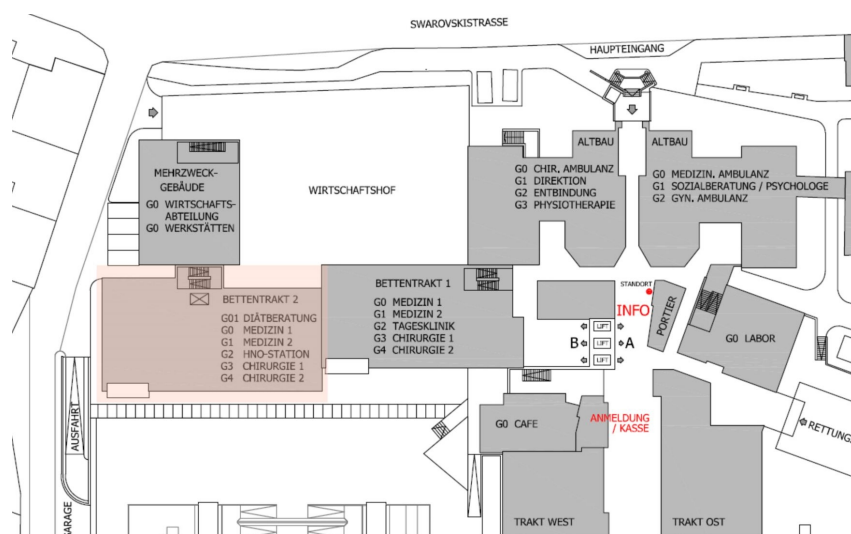 SWAROVSKISTRASSE
HAUPTEINGANG
ALTBAU
ALTBAU
MEHRZWECK-
GEBÄUDE
G0 WIRTSCHAFTS-
ABTEILUNG
G0 WERKSTÄTTEN
WIRTSCHAFTSHOF
G0 CHIR. AMBULANZ
G1 DIREKTION
G2 ENTBINDUNG
G3 PHYSIOTHERAPIE
G0 MEDIZIN. AMBULANZ
G1 SOZIALBERATUNG / PSYCHOLOGE
G2 GYN. AMBULANZ
BETTENTRAKT 2
G01 DIÄTBERATUNG
G0 MEDIZIN 1
G1 MEDIZIN 2
G2 HNO-STATION
G3 CHIRURGIE 1
G4 CHIRURGIE 2
BETTENTRAKT 1
G0 MEDIZIN 1
G1 MEDIZIN 2
G2 TAGESKLINIK
G3 CHIRURGIE 1
G4 CHIRURGIE 2
STANDORT
INFO
PORTIER
G0 LABOR
LIFT
B LIFT A
LIFT
G0 CAFE
ANMELDUNG
/ KASSE
RETTUNGS
AUSFAHRT
GARAGE
TRAKT WEST
TRAKT OST